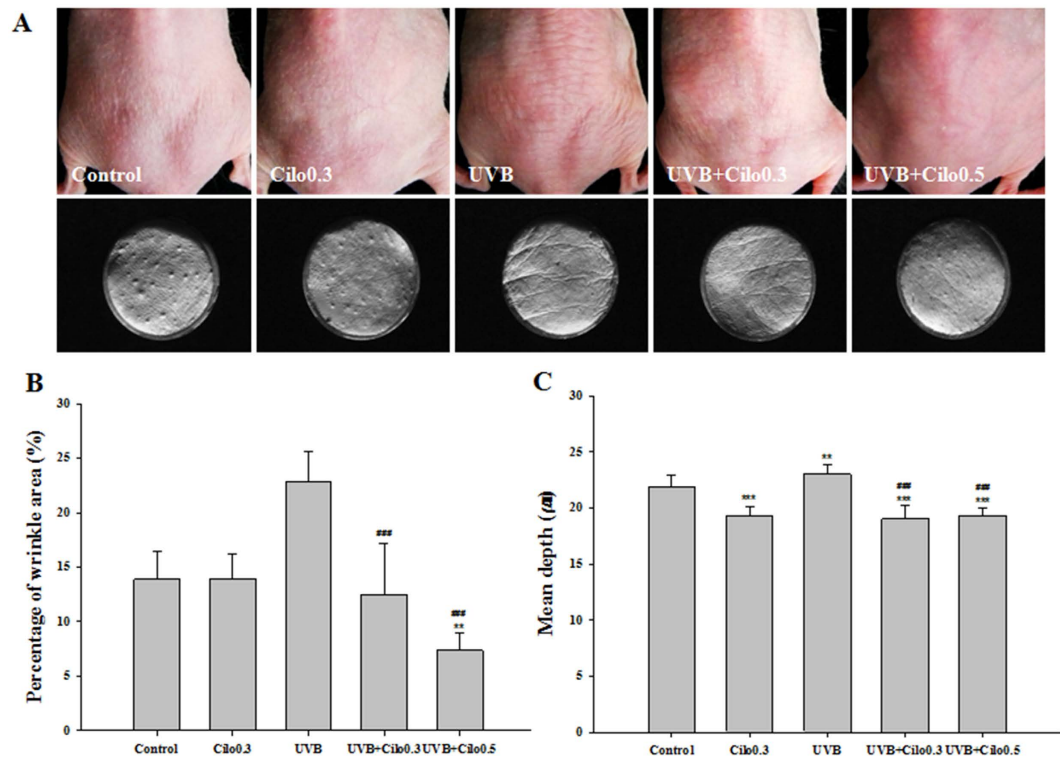 A
Control
Cilo0.3
UVB
UVB+Cilo0.3
UVB+Cilo0.5
B
Percentage of wrinkle area (%)
30
25
20
15
10
5
0
###
###
**
Control
Cilo0.3
UVB
UVB+Cilo0.3
UVB+Cilo0.5
C
Mean depth (㎛)
30
25
20
15
10
5
0
***
**
###
***
###
***
Control
Cilo0.3
UVB
UVB+Cilo0.3
UVB+Cilo0.5